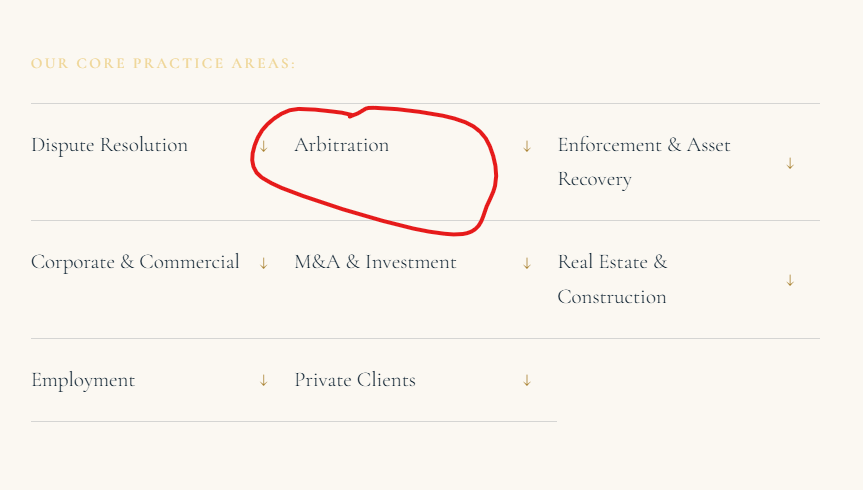 OUR CORE PRACTICE AREAS:
Dispute Resolution ↓ Arbitration ↓ Enforcement & Asset
Recovery ↓
Corporate & Commercial ↓ M&A & Investment ↓ Real Estate &
Construction ↓
Employment ↓ Private Clients ↓